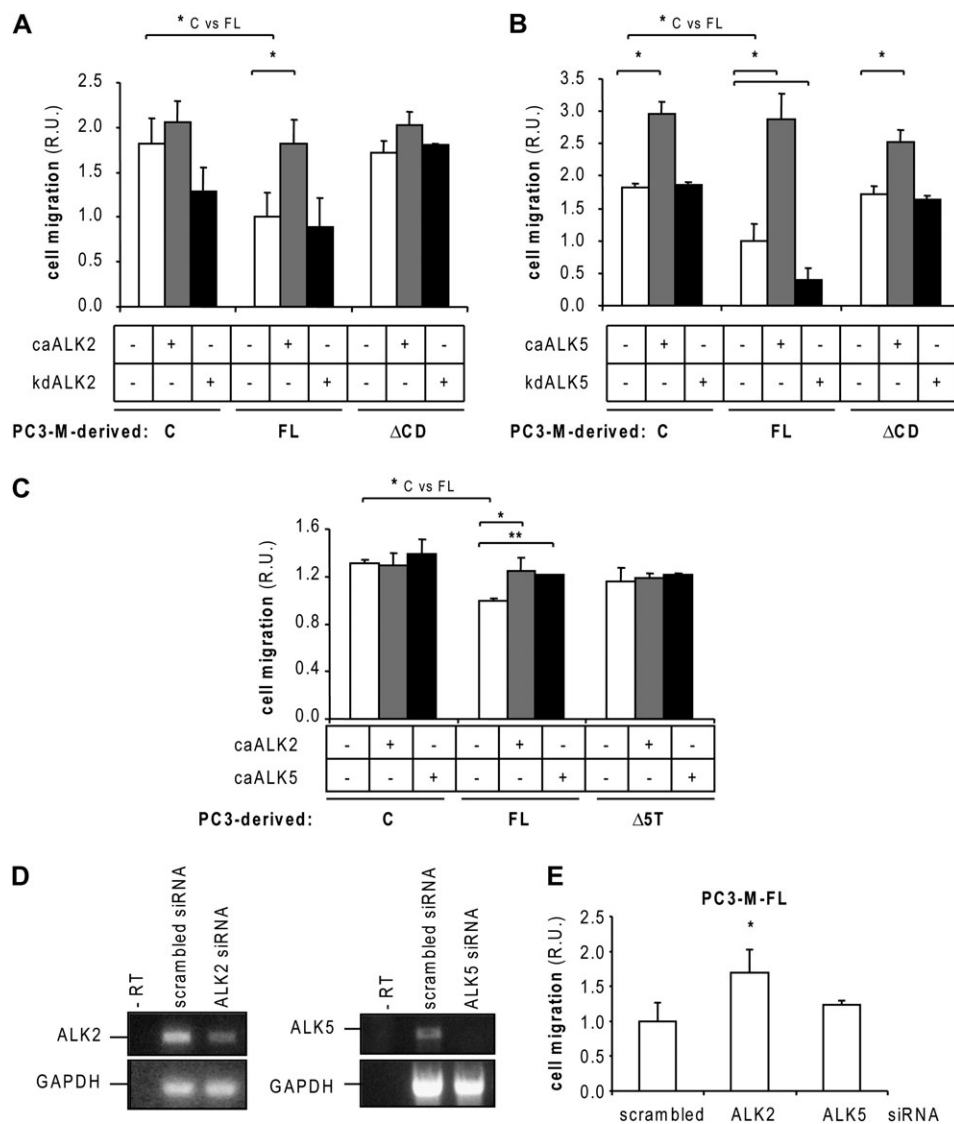 A
* C vs FL
*
2.5
2.0
1.5
1.0
0.5
0.0
cell migration (R.U.)
caALK2 - + - - + - - + -
kdALK2 - - + - - + - - +
PC3-M-derived: C FL ΔCD
B
* C vs FL
* * *
3.5
3.0
2.5
2.0
1.5
1.0
0.5
0.0
cell migration (R.U.)
caALK5 - + - - + - - + -
kdALK5 - - + - - + - - +
PC3-M-derived: C FL ΔCD
C
* C vs FL
*
**
1.6
1.2
0.8
0.4
0.0
cell migration (R.U.)
caALK2 - + - - + - - + -
caALK5 - - + - - + - - +
PC3-derived: C FL Δ5T
D
- RT
scrambled siRNA
ALK2 siRNA
ALK2
GAPDH
- RT
scrambled siRNA
ALK5 siRNA
ALK5
GAPDH
E
PC3-M-FL
*
2.5
2.0
1.5
1.0
0.5
0.0
cell migration (R.U.)
scrambled ALK2 ALK5 siRNA